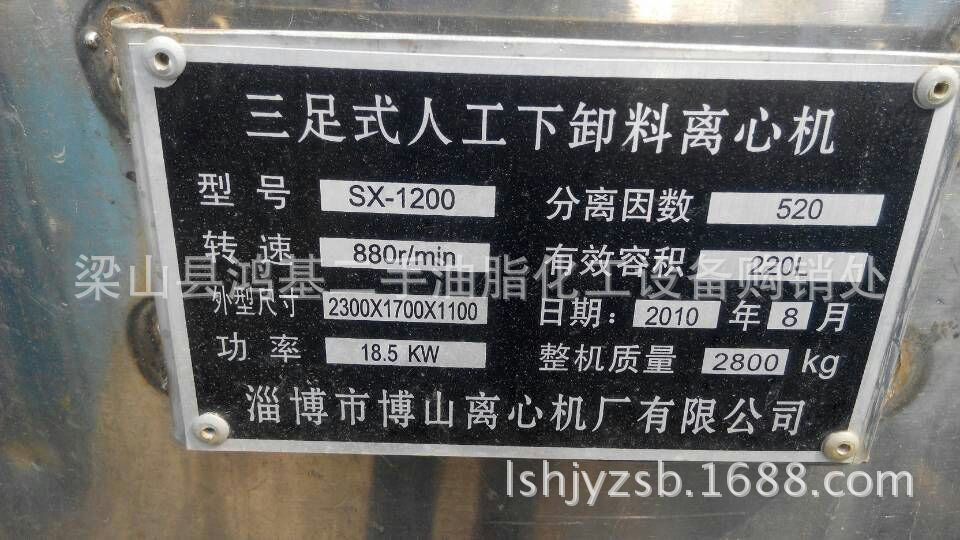 三足式人工下卸料离心机
型号 SX-1200 分离因数 520
转速 880r/min 有效容积 220L
梁山县鸿基二手油脂化工设备购销处
外型尺寸 2300X1700X1100 日期: 2010 年 8 月
功率 18.5 KW 整机质量 2800 kg
淄博市博山离心机厂有限公司
lshjyzsb.1688.com